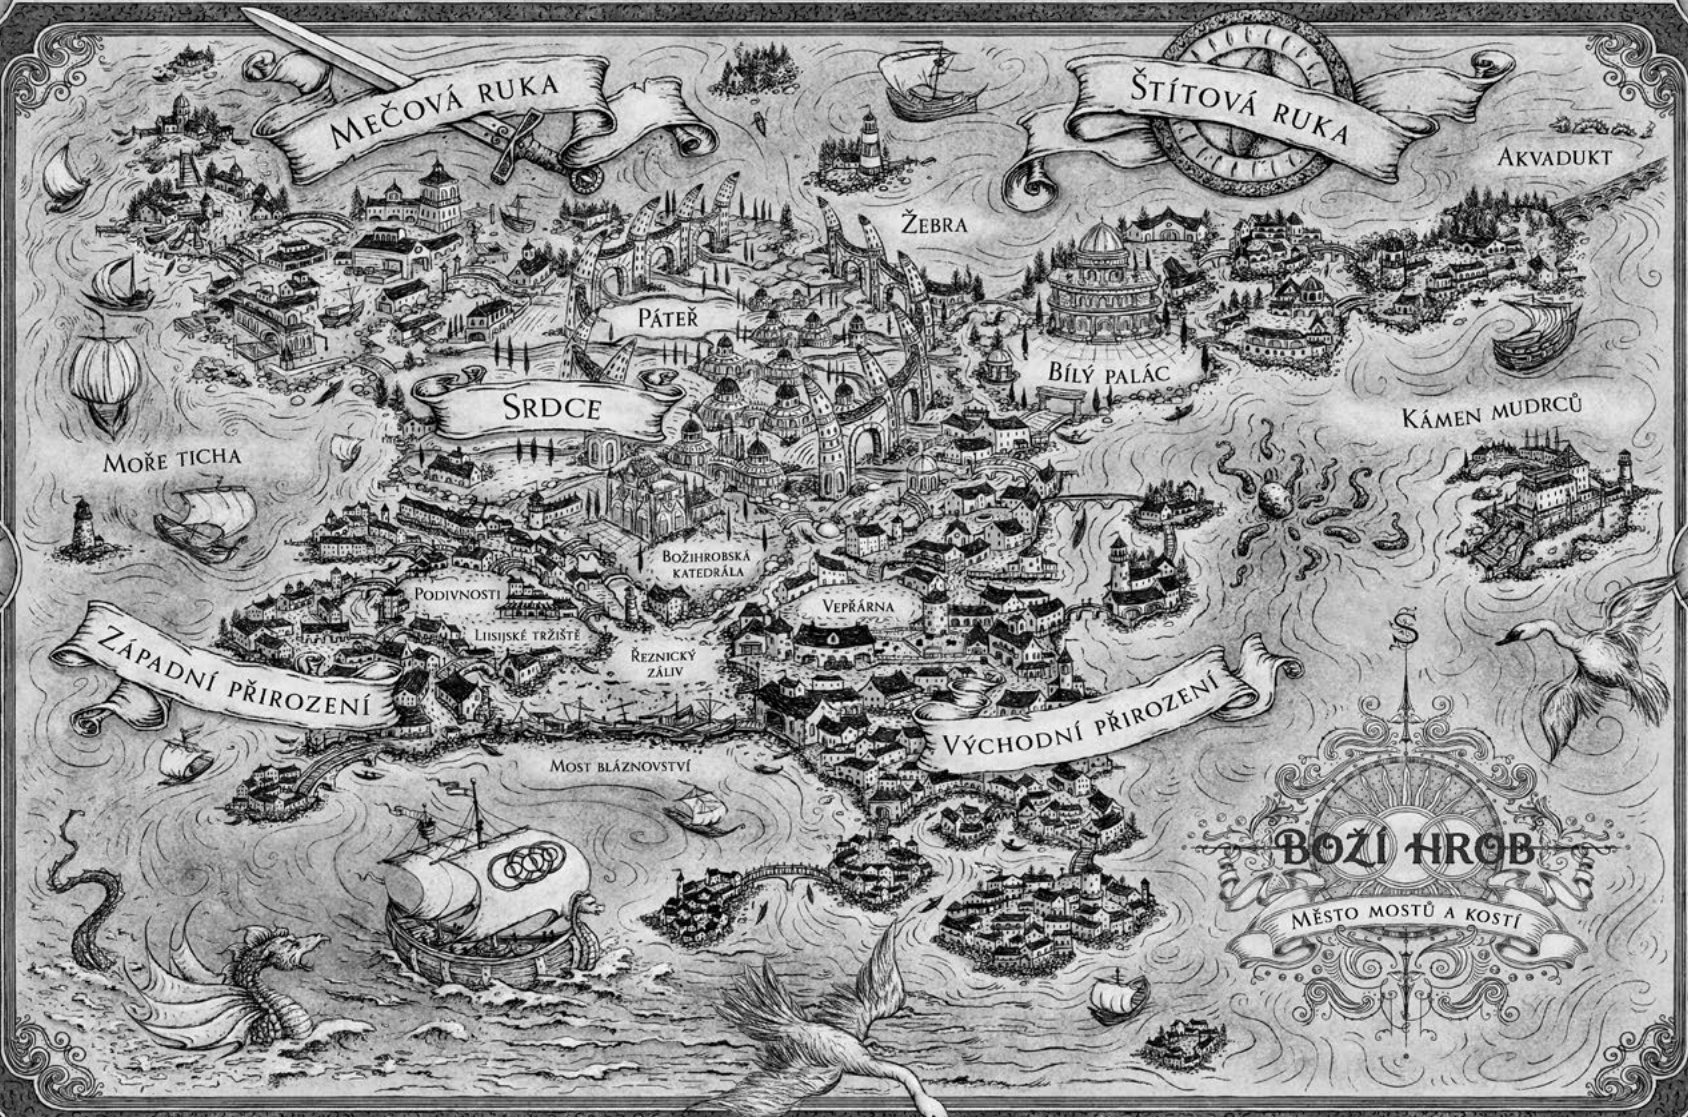 Mečová ruka
Štítová ruka
Akvadukt
Žebra
Páteř
Bílý palác
Srdce
Kámen mudrců
Moře ticha
Božihrobská
katedrála
Podivnosti
Vepřárna
Liisijské tržiště
Řeznický
záliv
Západní přirození
Východní přirození
Most bláznovství
S
Boží hrob
Město mostů a kostí